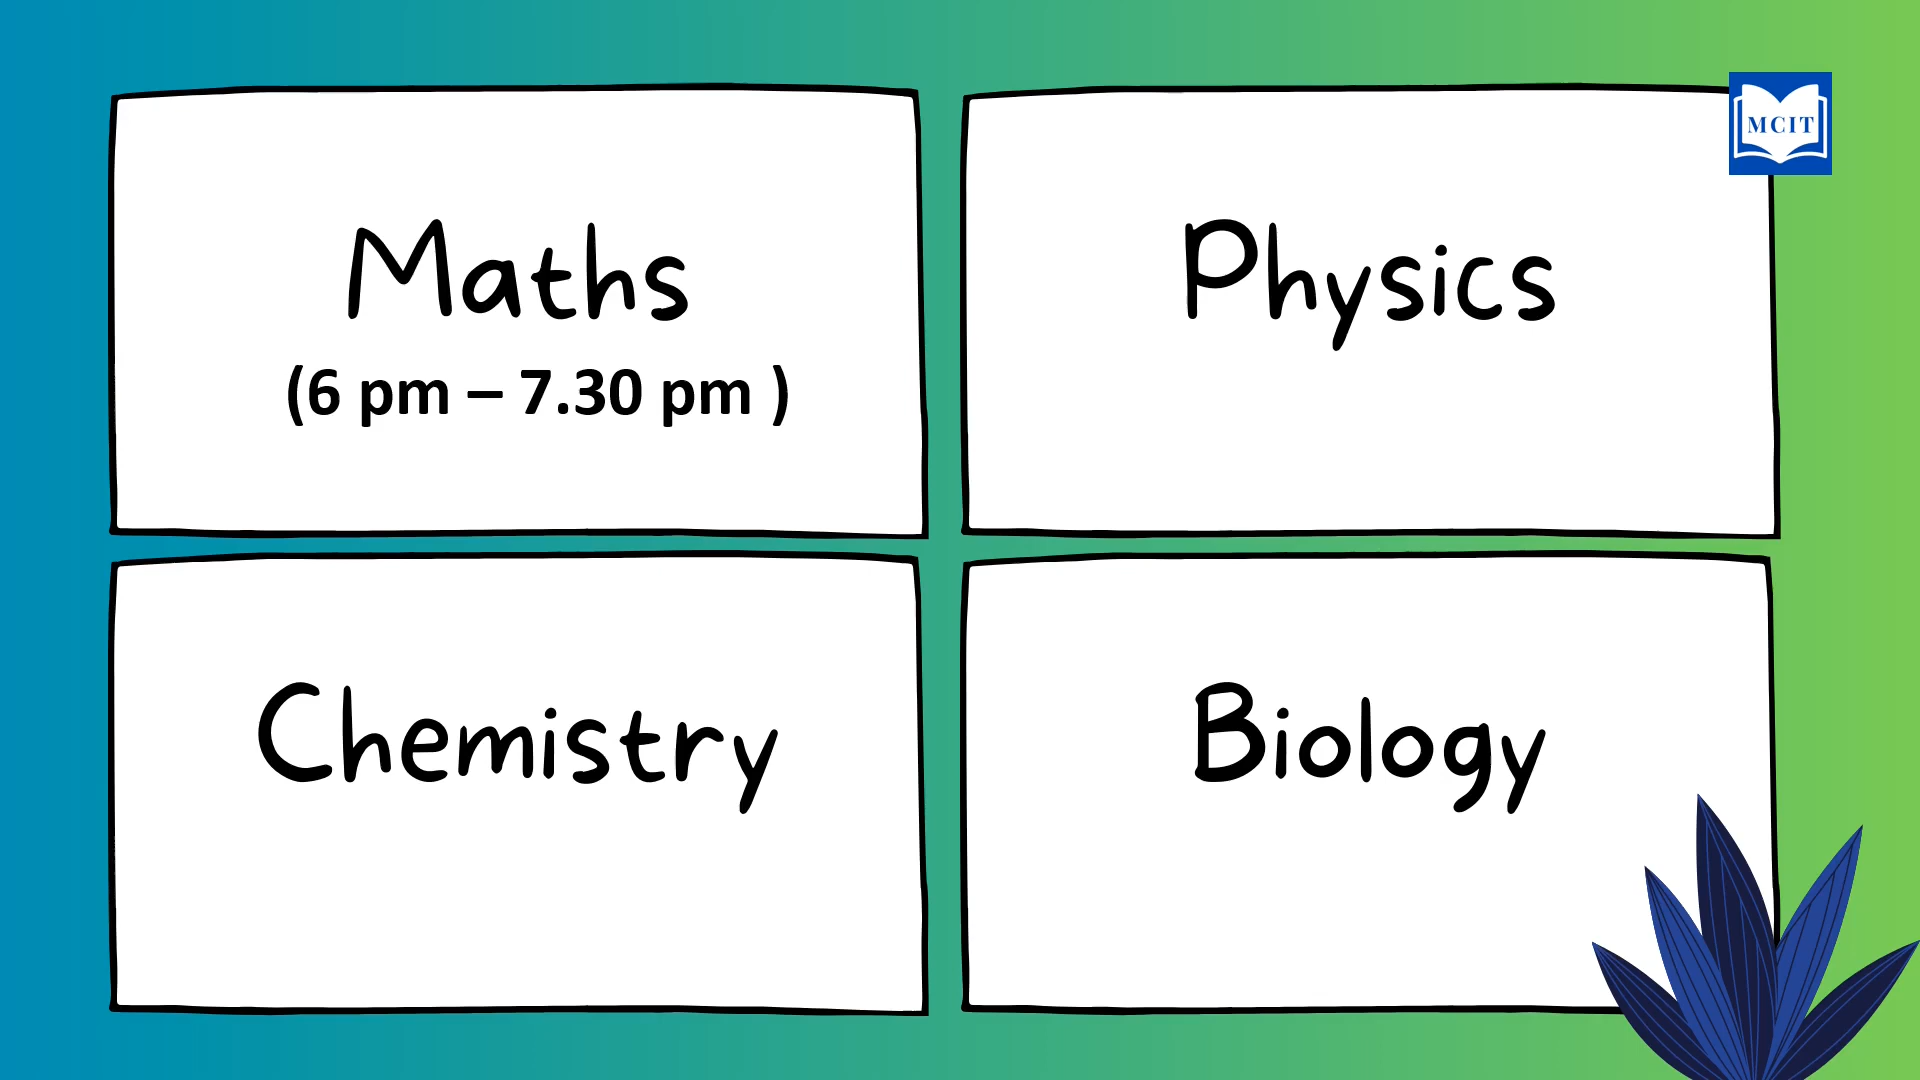 MCIT
Maths
(6 pm – 7.30 pm )
Physics
Chemistry
Biology